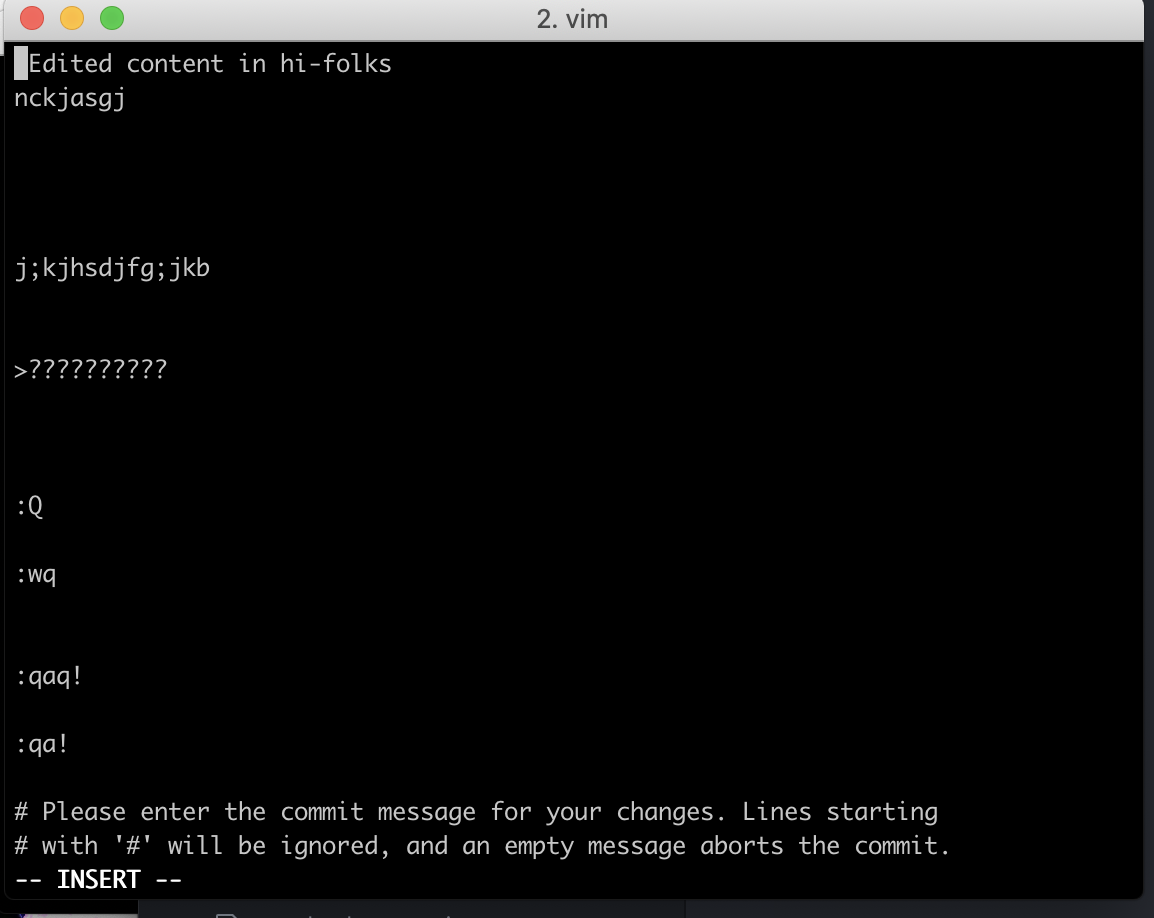 2. vim
Edited content in hi-folks
nckjasgj
j;kjhsdjfg;jkb
>??????????
:Q
:wq
:qaq!
:qa!
# Please enter the commit message for your changes. Lines starting
# with '#' will be ignored, and an empty message aborts the commit.
-- INSERT --